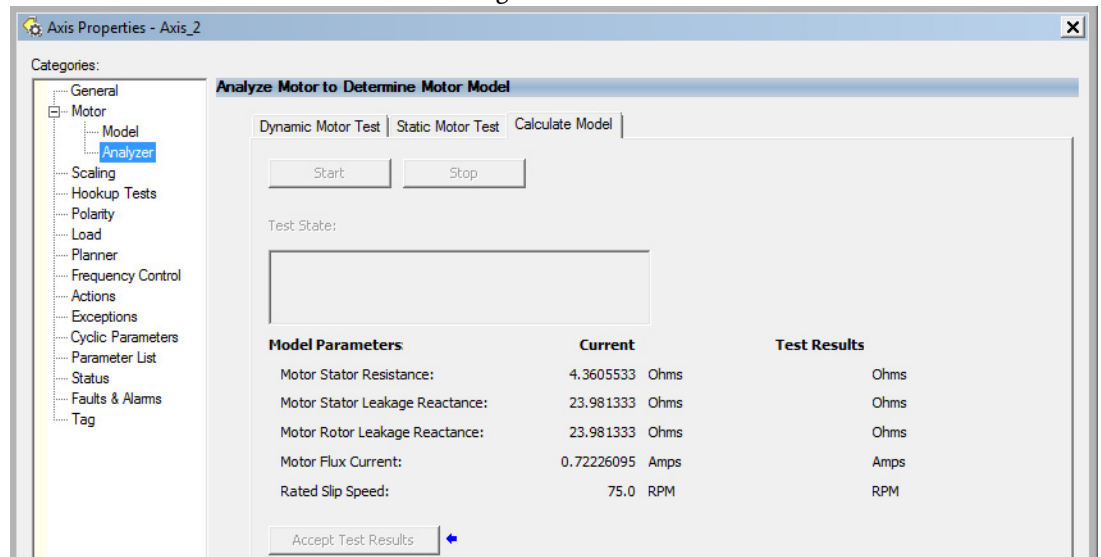 Axis Properties - Axis_2
Categories:
General
Motor
Model
Analyzer
Scaling
Hookup Tests
Polarity
Load
Planner
Frequency Control
Actions
Exceptions
Cyclic Parameters
Parameter List
Status
Faults & Alarms
Tag
Analyze Motor to Determine Motor Model
Dynamic Motor Test Static Motor Test Calculate Model
Start Stop
Test State:
Model Parameters: Current Test Results
Motor Stator Resistance: 4.3605533 Ohms Ohms
Motor Stator Leakage Reactance: 23.981333 Ohms Ohms
Motor Rotor Leakage Reactance: 23.981333 Ohms Ohms
Motor Flux Current: 0.72226095 Amps Amps
Rated Slip Speed: 75.0 RPM RPM
Accept Test Results